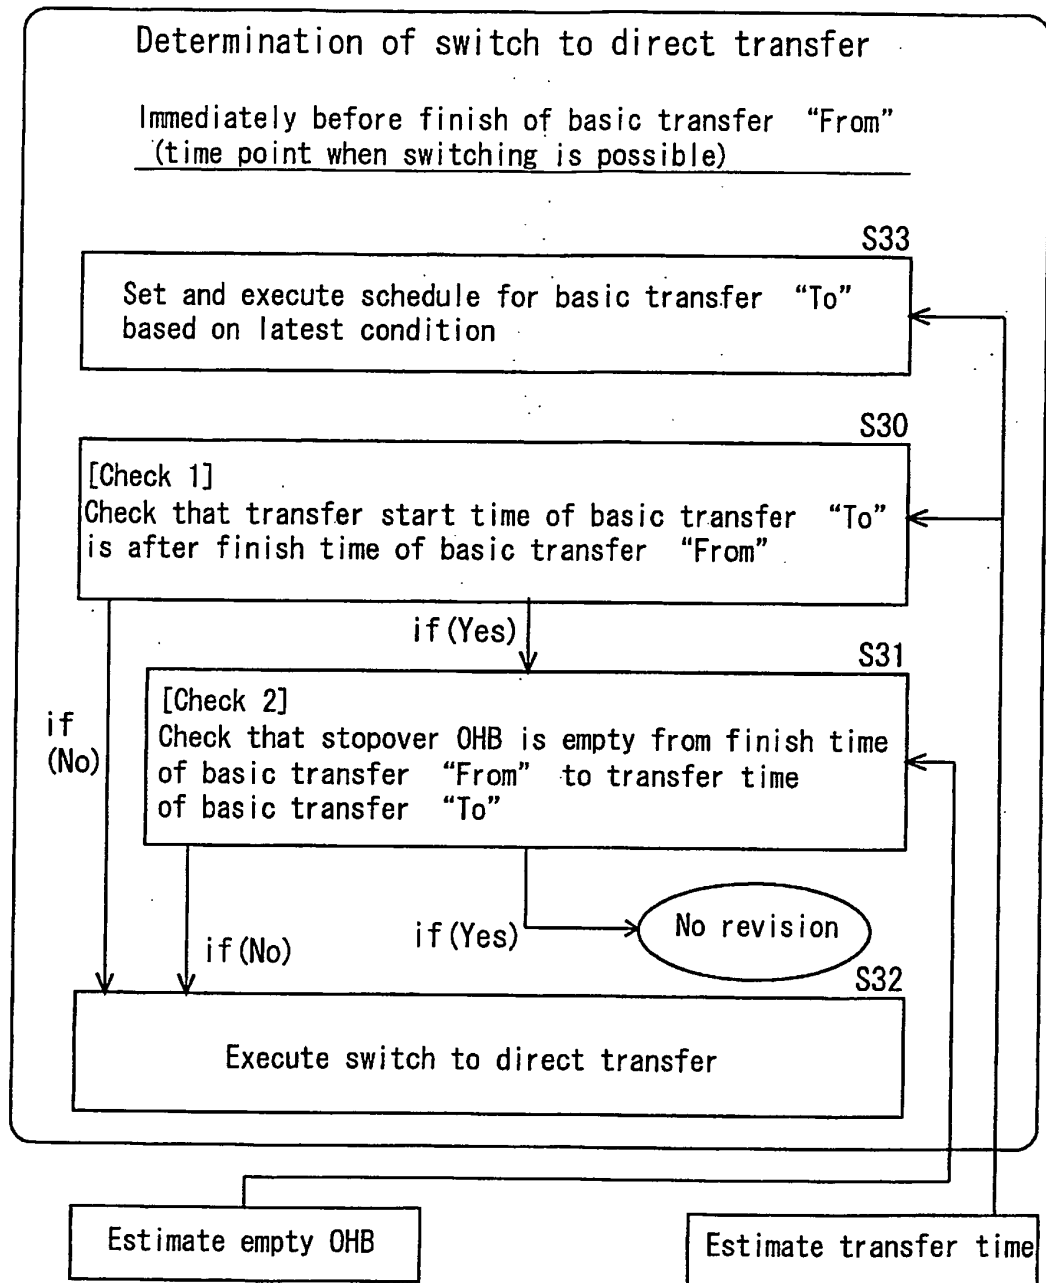 Determination of switch to direct transfer
Immediately before finish of basic transfer “From”
(time point when switching is possible)
S33
Set and execute schedule for basic transfer “To”
based on latest condition
S30
[Check 1]
Check that transfer start time of basic transfer “To”
is after finish time of basic transfer “From”
if(Yes)
S31
if
(No)
[Check 2]
Check that stopover OHB is empty from finish time
of basic transfer “From” to transfer time
of basic transfer “To”
if(No)
if(Yes)
No revision
S32
Execute switch to direct transfer
Estimate empty OHB
Estimate transfer time